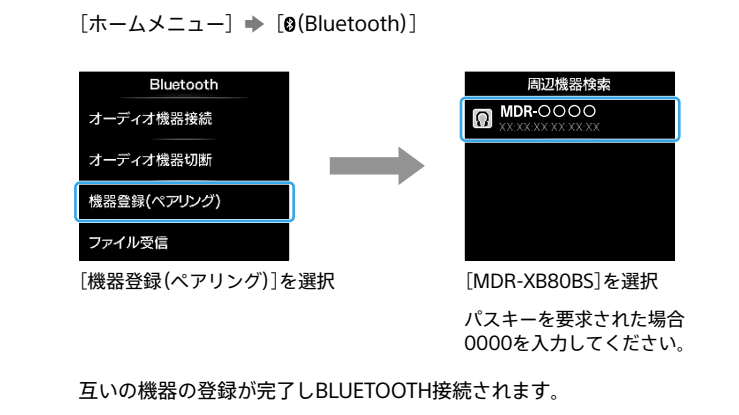 ［ホームメニュー］ ➡ ［(Bluetooth)］
Bluetooth
オーディオ機器接続
オーディオ機器切断
機器登録(ペアリング)
ファイル受信
周辺機器検索
MDR-〇〇〇〇
XX:XX:XX XX:XX:XX
［機器登録(ペアリング)］を選択
［MDR-XB80BS］を選択
パスキーを要求された場合
0000を入力してください。
互いの機器の登録が完了しBLUETOOTH接続されます。